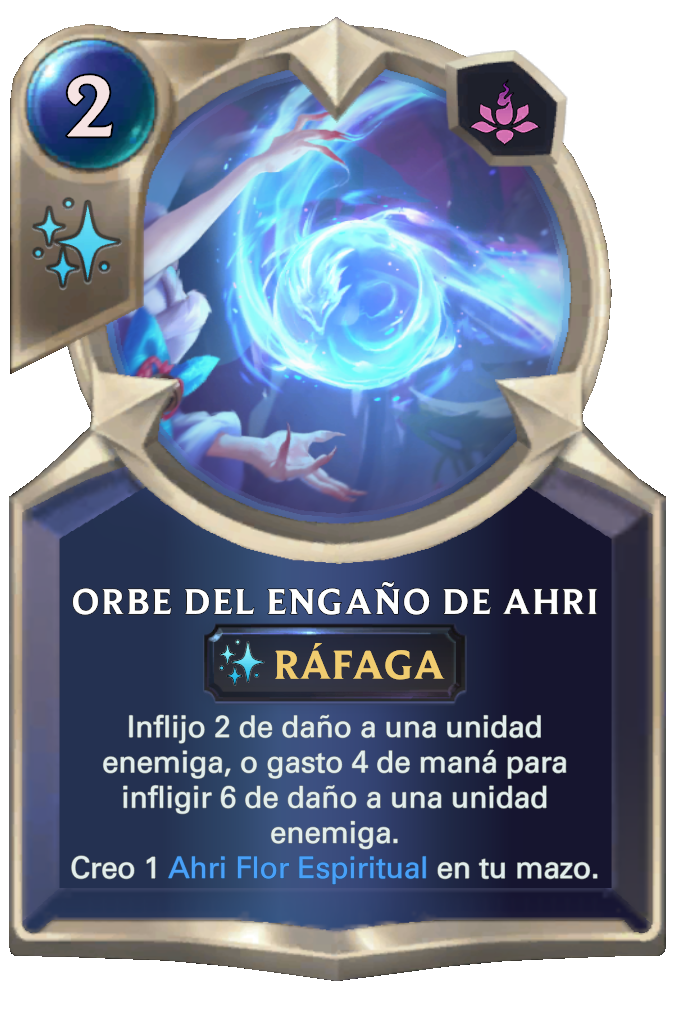 2
ORBE DEL ENGAÑO DE AHRI
RÁFAGA
Inflijo 2 de daño a una unidad
enemiga, o gasto 4 de maná para
infligir 6 de daño a una unidad
enemiga.
Creo 1 Ahri Flor Espiritual en tu mazo.